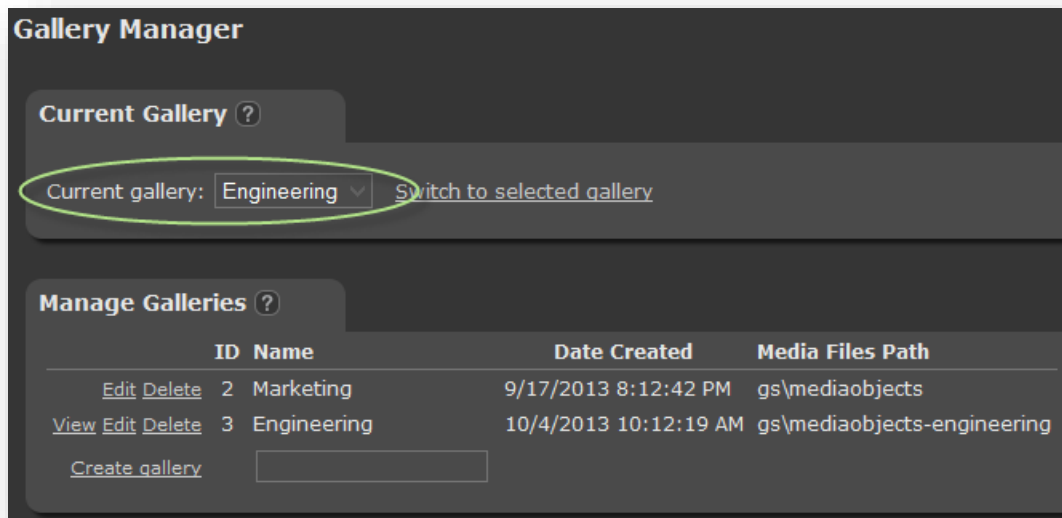 Gallery Manager
Current Gallery ?
Current gallery: Engineering Switch to selected gallery
Manage Galleries ?
ID Name Date Created Media Files Path
Edit Delete 2 Marketing 9/17/2013 8:12:42 PM gs\mediaobjects
View Edit Delete 3 Engineering 10/4/2013 10:12:19 AM gs\mediaobjects-engineering
Create gallery